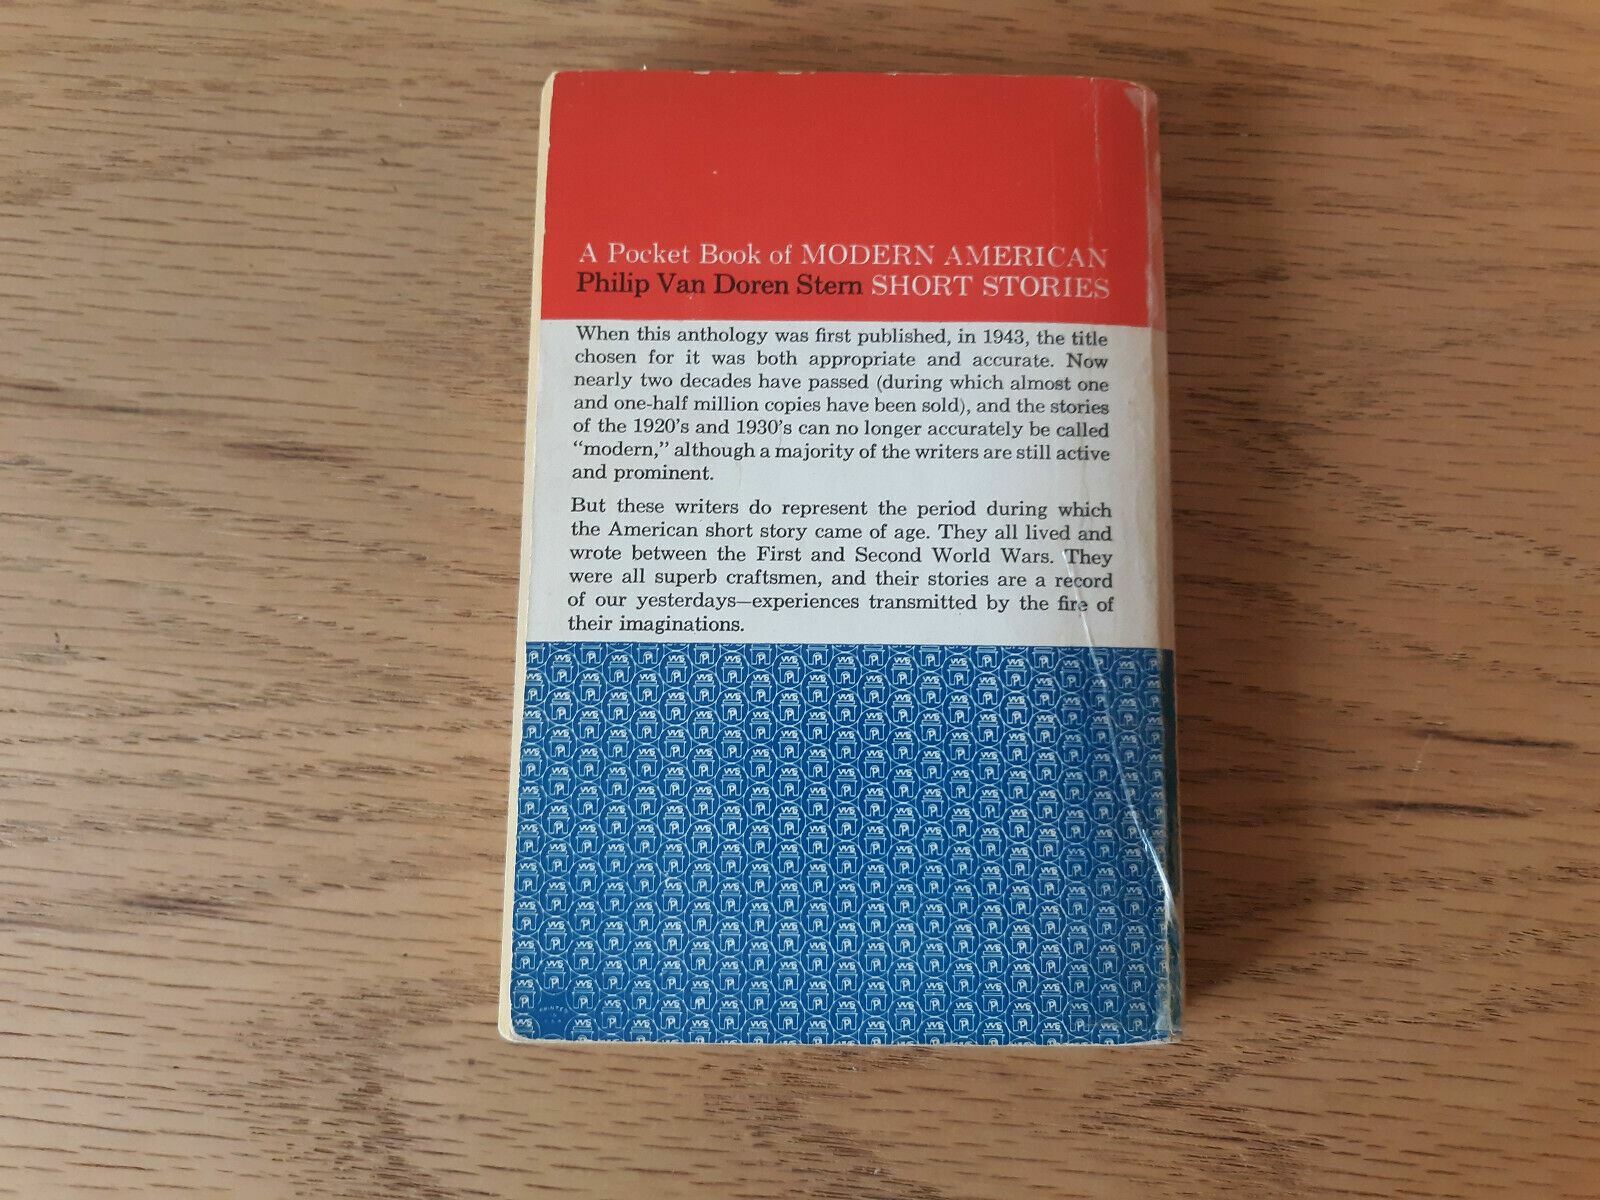 A Pocket Book of MODERN AMERICAN
Philip Van Doren Stern SHORT STORIES
When this anthology was first published, in 1943, the title
chosen for it was both appropriate and accurate. Now
nearly two decades have passed (during which almost one
and one-half million copies have been sold), and the stories
of the 1920's and 1930's can no longer accurately be called
"modern," although a majority of the writers are still active
and prominent.
But these writers do represent the period during which
the American short story came of age. They all lived and
wrote between the First and Second World Wars. They
were all superb craftsmen, and their stories are a record
of our yesterdays—experiences transmitted by the fire of
their imaginations.